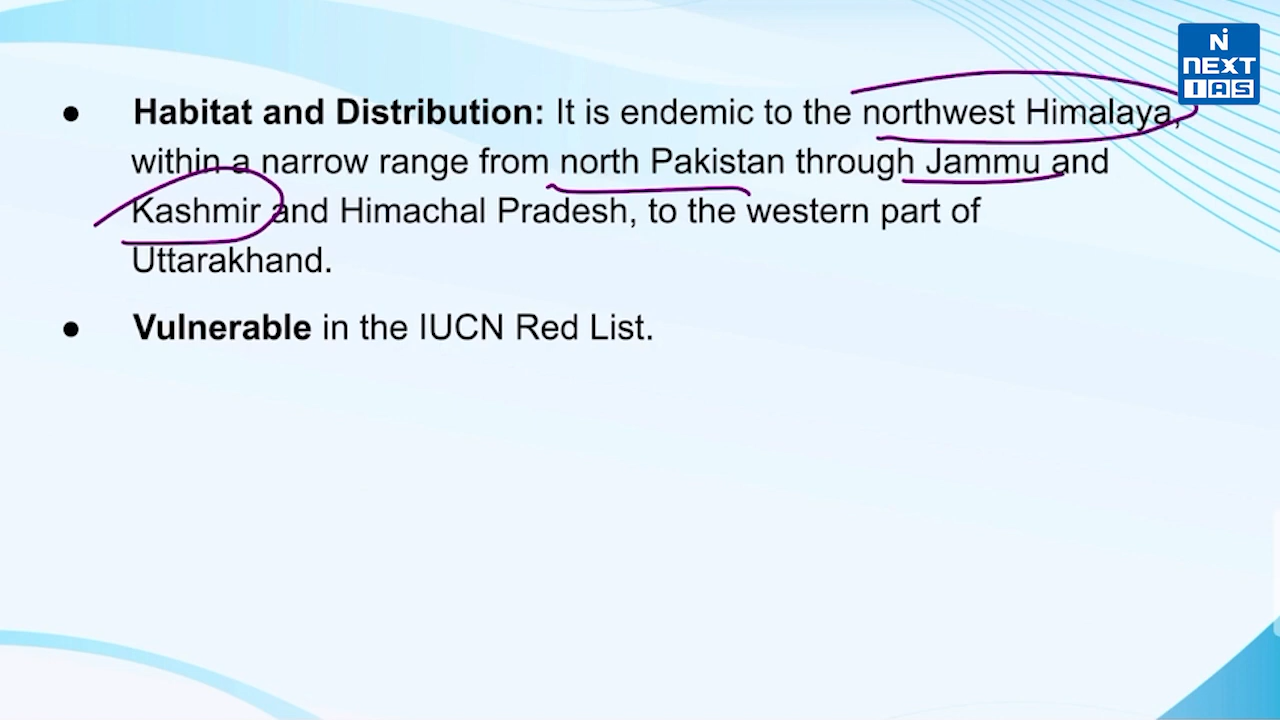 NEXT
IAS
● Habitat and Distribution: It is endemic to the northwest Himalaya,
within a narrow range from north Pakistan through Jammu and
Kashmir and Himachal Pradesh, to the western part of
Uttarakhand.
● Vulnerable in the IUCN Red List.